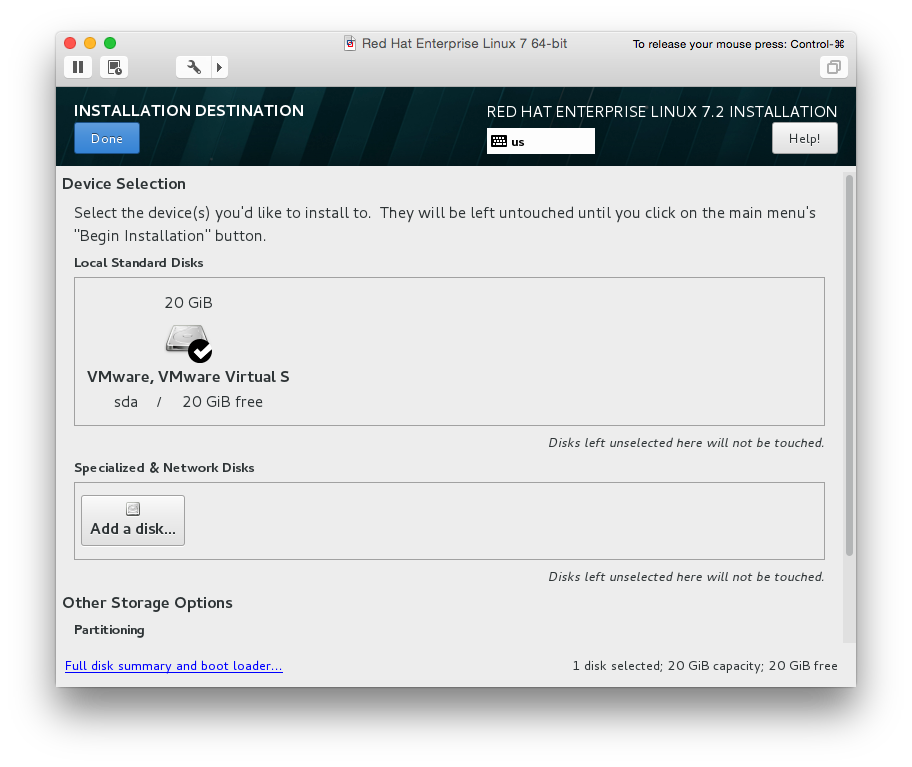 Red Hat Enterprise Linux 7 64-bit
To release your mouse press: Control-⌘
INSTALLATION DESTINATION
RED HAT ENTERPRISE LINUX 7.2 INSTALLATION
Done
us
Help!
Device Selection
Select the device(s) you'd like to install to.  They will be left untouched until you click on the main menu's
"Begin Installation" button.
Local Standard Disks
20 GiB
VMware, VMware Virtual S
sda / 20 GiB free
Disks left unselected here will not be touched.
Specialized & Network Disks
Add a disk...
Disks left unselected here will not be touched.
Other Storage Options
Partitioning
Full disk summary and boot loader...
1 disk selected; 20 GiB capacity; 20 GiB free